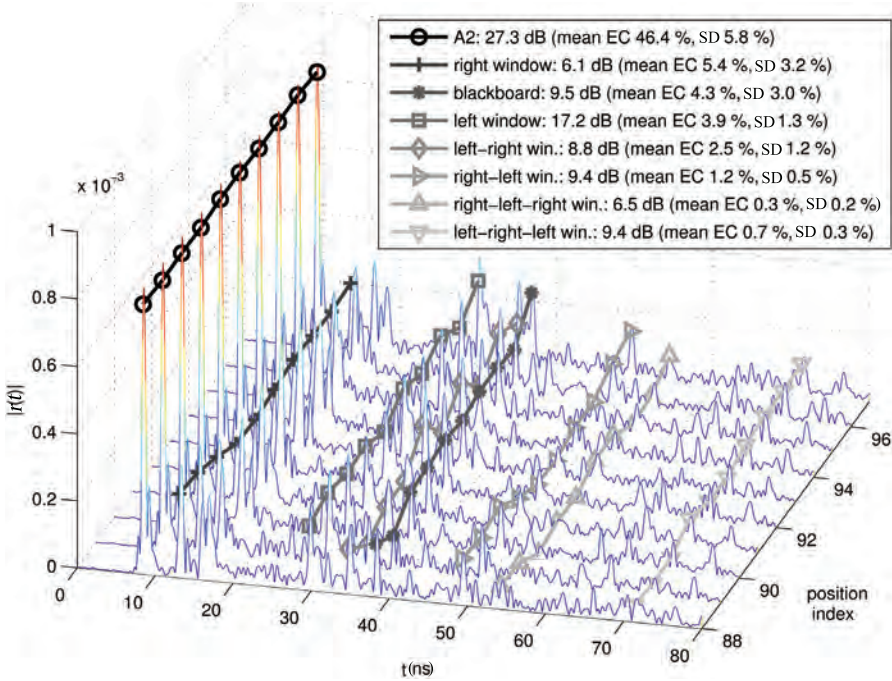 A2: 27.3 dB (mean EC 46.4 %, SD 5.8 %)
right window: 6.1 dB (mean EC 5.4 %, SD 3.2 %)
blackboard: 9.5 dB (mean EC 4.3 %, SD 3.0 %)
left window: 17.2 dB (mean EC 3.9 %, SD 1.3 %)
left-right win.: 8.8 dB (mean EC 2.5 %, SD 1.2 %)
right-left win.: 9.4 dB (mean EC 1.2 %, SD 0.5 %)
right-left-right win.: 6.5 dB (mean EC 0.3 %, SD 0.2 %)
left-right-left win.: 9.4 dB (mean EC 0.7 %, SD 0.3 %)
x 10⁻³
1
0.8
0.6
0.4
0.2
0
|r(t)|
0
10
20
30
40
50
60
70
80
t(ns)
88
90
92
94
96
position
index